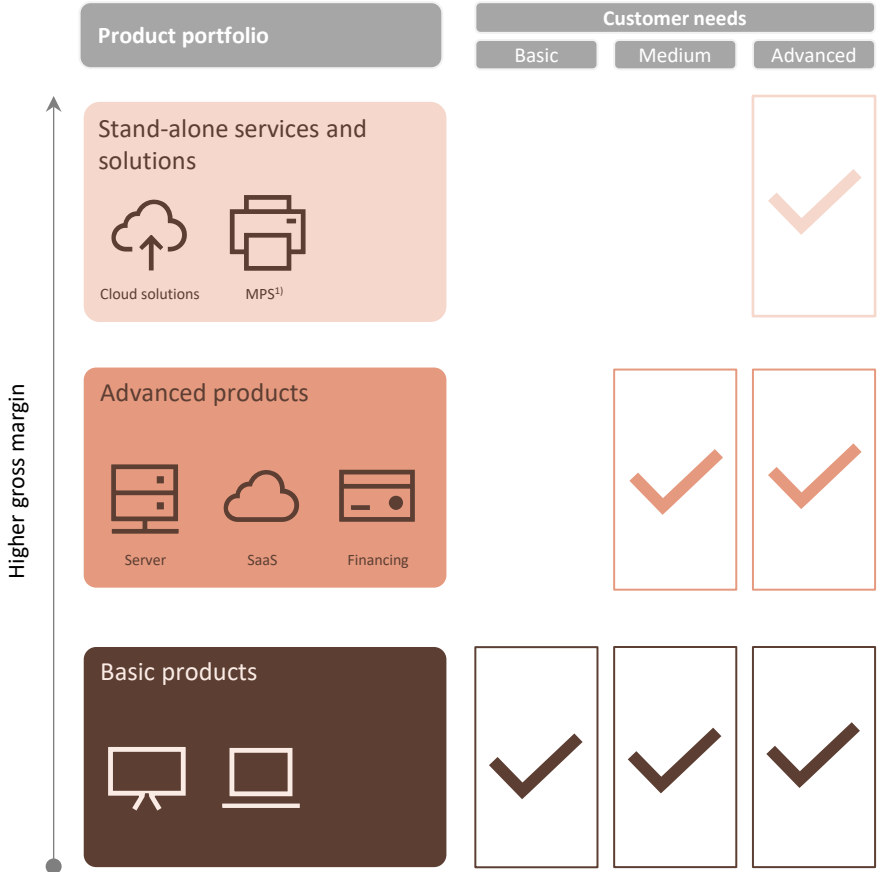 Product portfolio
Customer needs
Basic
Medium
Advanced
Stand-alone services and
solutions
Cloud solutions
MPS1)
Higher gross margin
Advanced products
Server
SaaS
Financing
Basic products